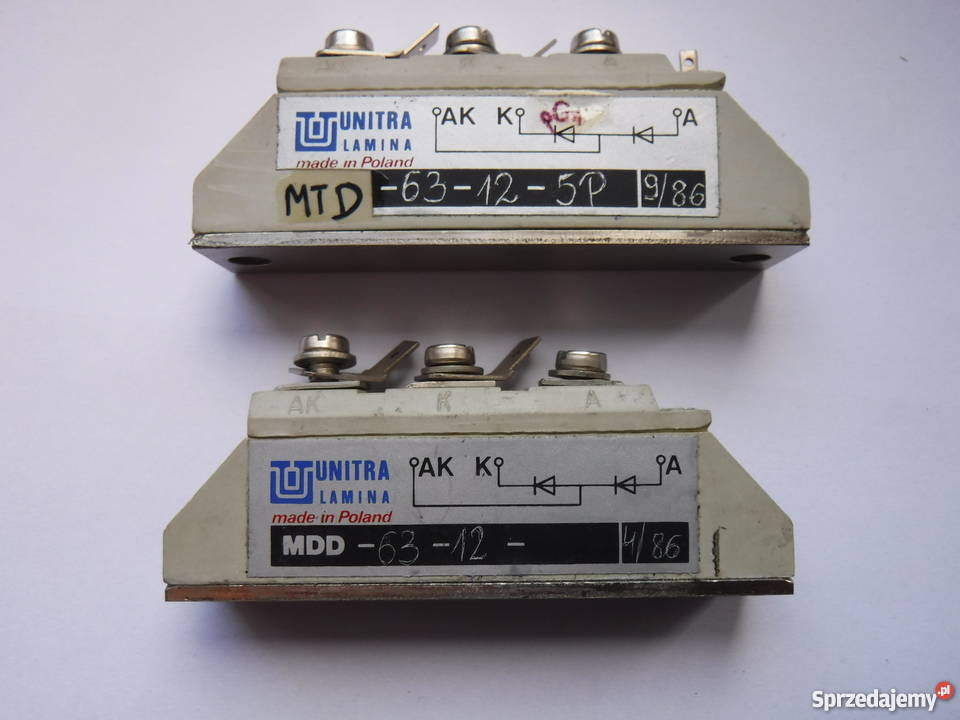 AK K G A
UNITRA
LAMINA
made in Poland
MTD -63-12-5P 9/86
AK K A
AK K A
UNITRA
LAMINA
made in Poland
MDD -63-12- 4/86
Sprzedajemy.pl